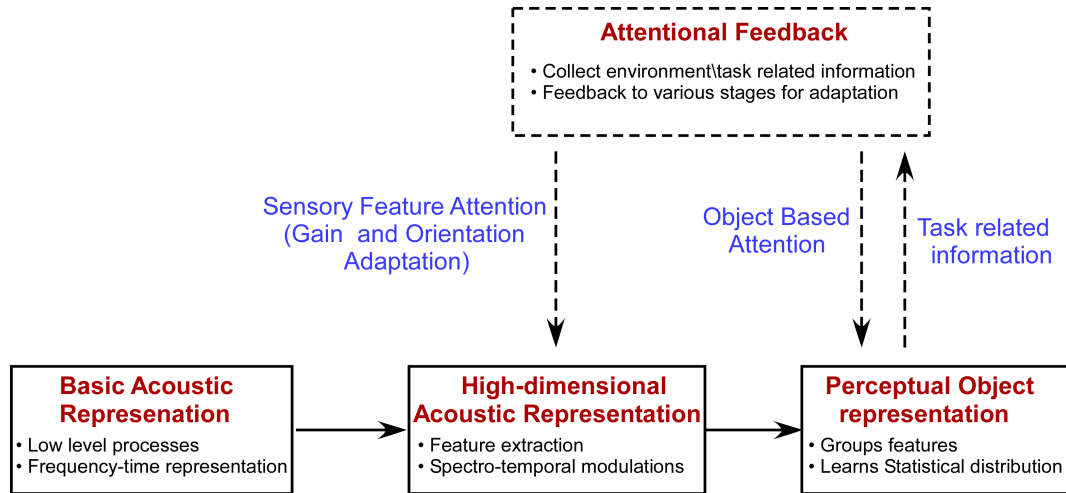 Attentional Feedback
• Collect environment\task related information
• Feedback to various stages for adaptation
Sensory Feature Attention
(Gain and Orientation
Adaptation)
Object Based
Attention
Task related
information
Basic Acoustic
Represenation
• Low level processes
• Frequency-time representation
High-dimensional
Acoustic Representation
• Feature extraction
• Spectro-temporal modulations
Perceptual Object
representation
• Groups features
• Learns Statistical distribution